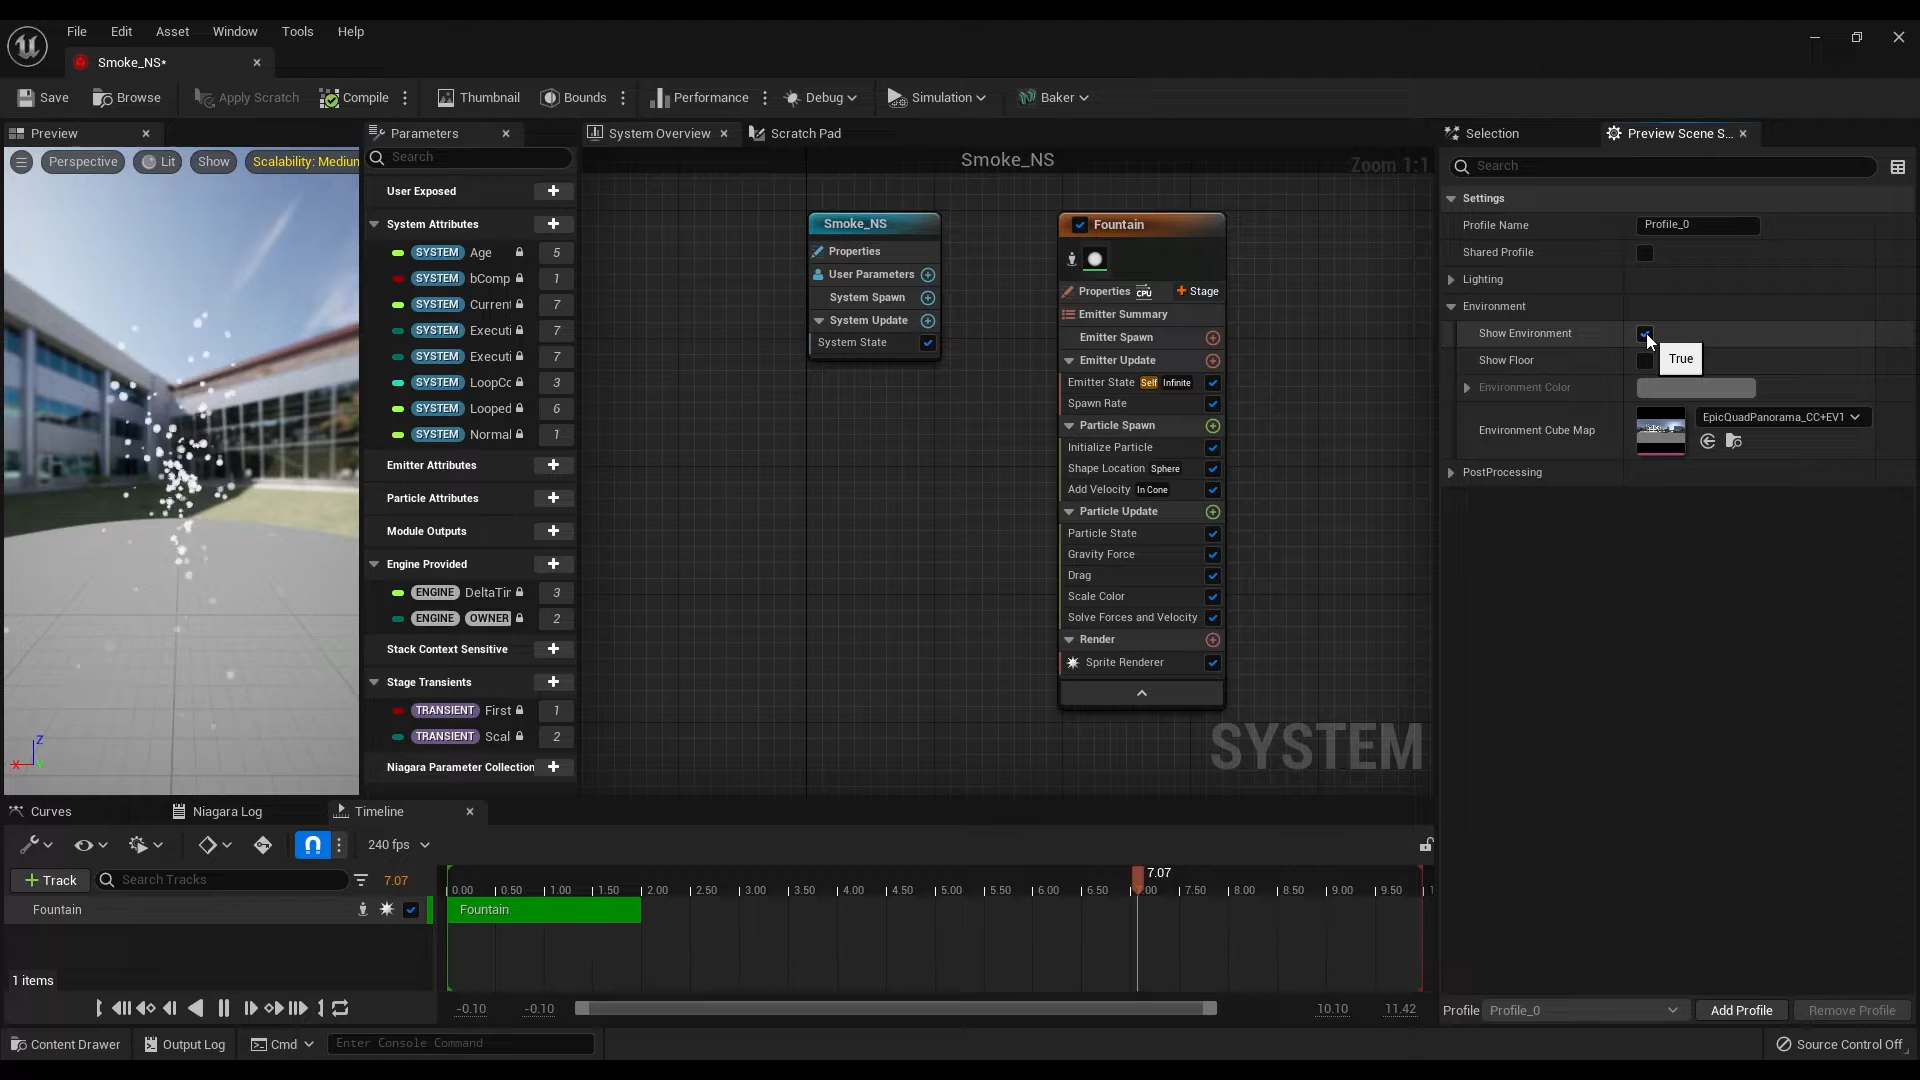 File Edit Asset Window Tools Help
Smoke_NS*
Save Browse Apply Scratch Compile Thumbnail Bounds Performance Debug Simulation Baker
Preview
Perspective Lit Show Scalability: Medium
Parameters
Search
User Exposed
System Attributes
SYSTEM Age 5
SYSTEM bComp 1
SYSTEM Current 7
SYSTEM Executi 7
SYSTEM Executi 7
SYSTEM LoopCo 3
SYSTEM Looped 6
SYSTEM Normal 1
Emitter Attributes
Particle Attributes
Module Outputs
Engine Provided
ENGINE DeltaTir 3
ENGINE OWNER 2
Stack Context Sensitive
Stage Transients
TRANSIENT First 1
TRANSIENT Scal 2
Niagara Parameter Collection
System Overview Scratch Pad
Smoke_NS
Zoom 1:1
Smoke_NS
Properties
User Parameters
System Spawn
System Update
System State
Fountain
Properties CPU Stage
Emitter Summary
Emitter Spawn
Emitter Update
Emitter State Self Infinite
Spawn Rate
Particle Spawn
Initialize Particle
Shape Location Sphere
Add Velocity In Cone
Particle Update
Particle State
Gravity Force
Drag
Scale Color
Solve Forces and Velocity
Render
Sprite Renderer
SYSTEM
Selection Preview Scene S...
Search
Settings
Profile Name Profile_0
Shared Profile
Lighting
Environment
Show Environment
True
Show Floor
Environment Color
Environment Cube Map EpicQuadPanorama_CC+EV1
PostProcessing
Profile Profile_0 Add Profile Remove Profile
Curves Niagara Log Timeline
240 fps
Track Search Tracks 7.07
7.07
0.00 0.50 1.00 1.50 2.00 2.50 3.00 3.50 4.00 4.50 5.00 5.50 6.00 6.50 7.00 7.50 8.00 8.50 9.00 9.50 1
Fountain
Fountain
1 items
-0.10 -0.10 10.10 11.42
Content Drawer Output Log Cmd Enter Console Command Source Control Off
X
Z
Y